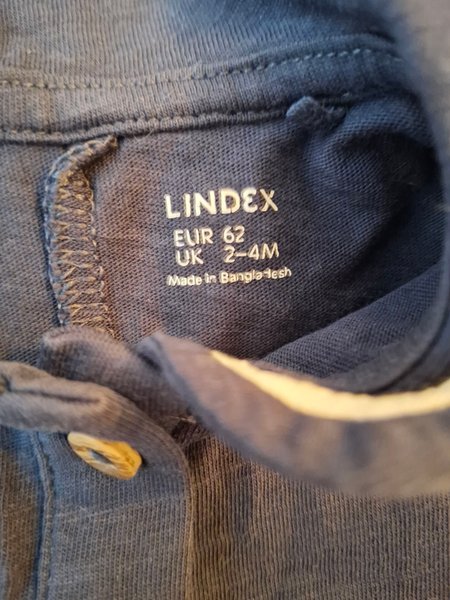 LINDEX
EUR 62
UK 2-4M
Made in Bangladesh